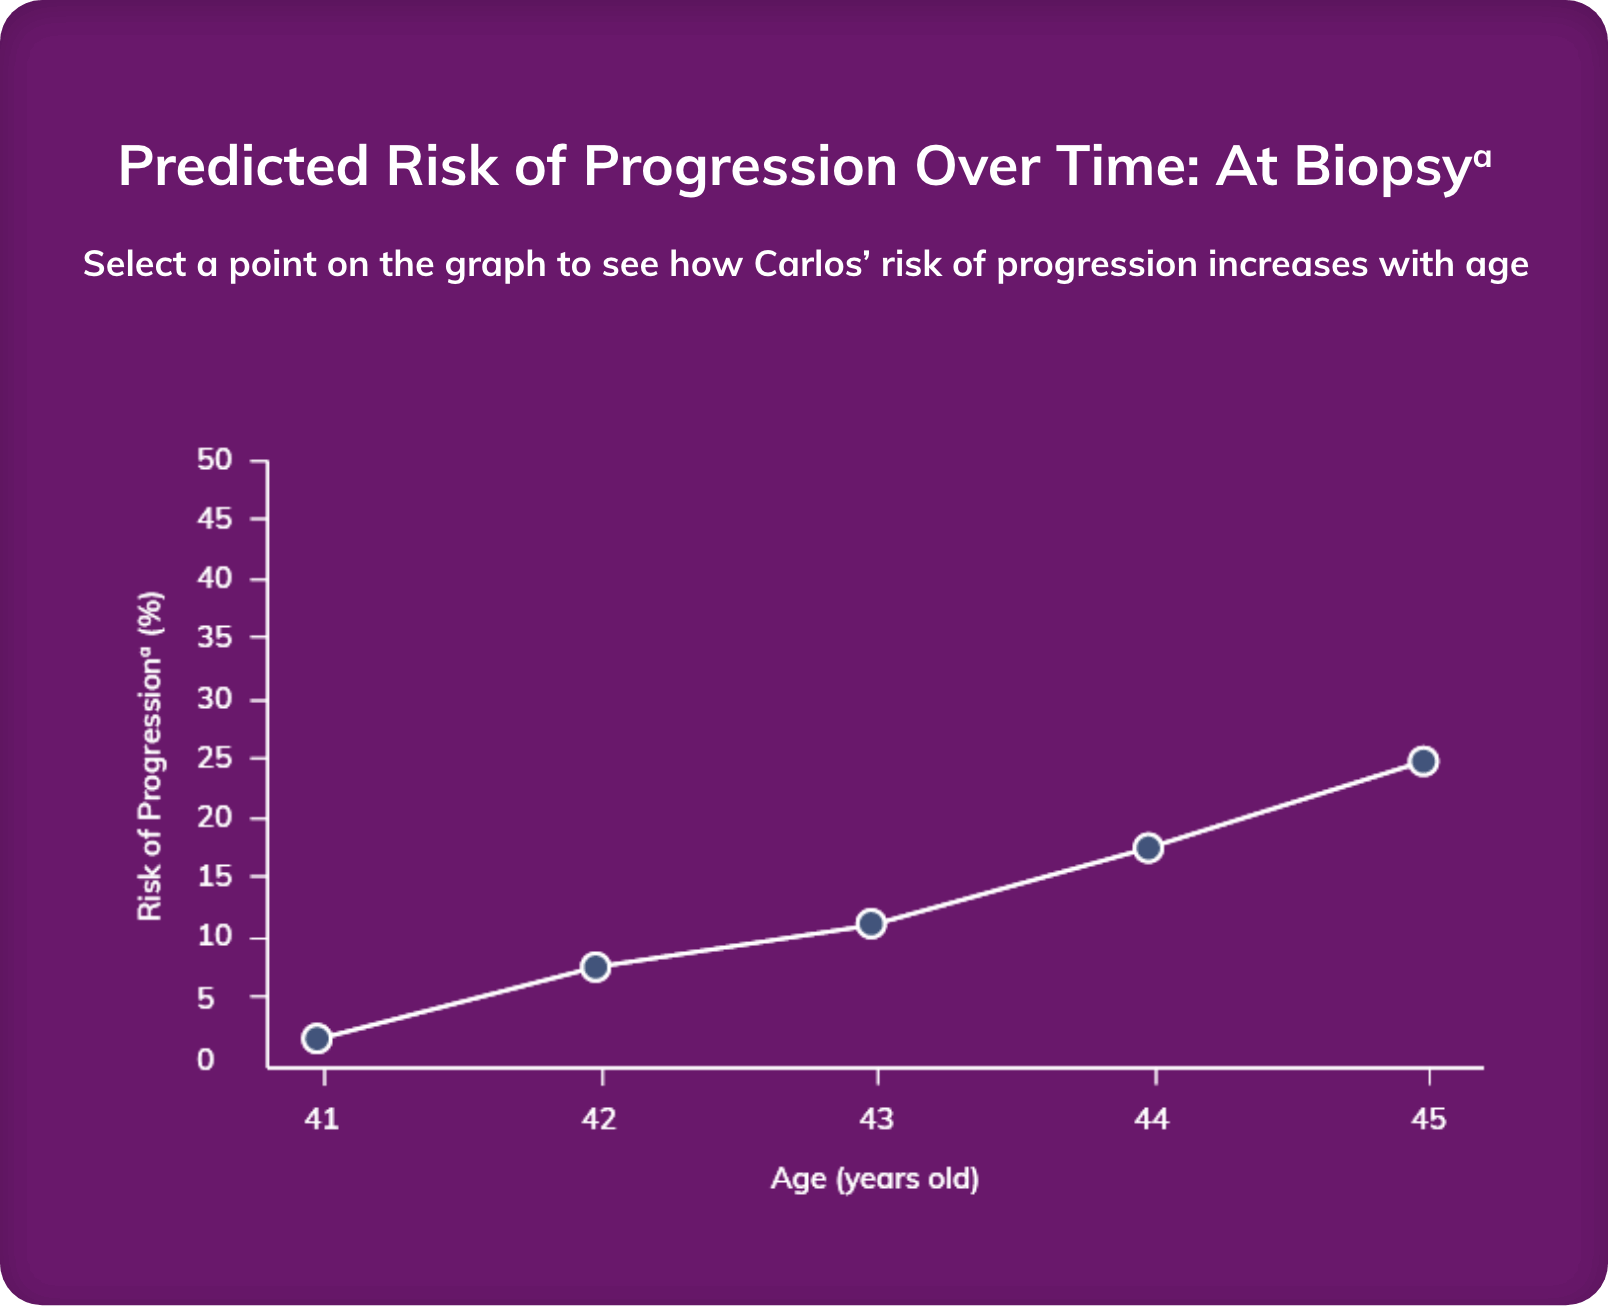 Predicted Risk of Progression Over Time: At Biopsyᵃ
Select a point on the graph to see how Carlos’ risk of progression increases with age
50
45
40
35
30
25
20
15
10
5
0
Risk of Progressionᵃ (%)
41 42 43 44 45
Age (years old)